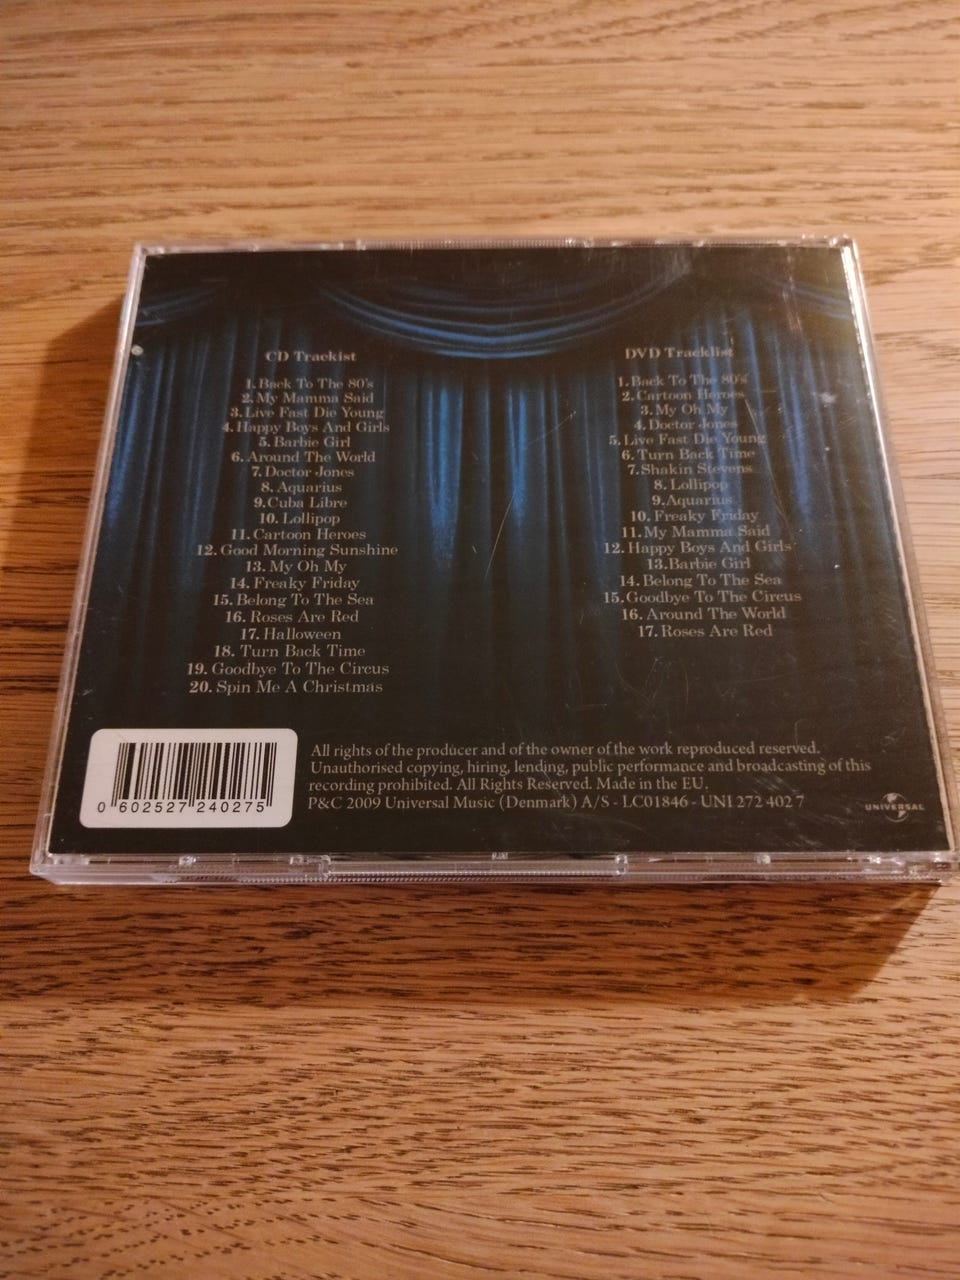 CD Trackist
1. Back To The 80's
2. My Mamma Said
3. Live Fast Die Young
4. Happy Boys And Girls
5. Barbie Girl
6. Around The World
7. Doctor Jones
8. Aquarius
9. Cuba Libre
10. Lollipop
11. Cartoon Heroes
12. Good Morning Sunshine
13. My Oh My
14. Freaky Friday
15. Belong To The Sea
16. Roses Are Red
17. Halloween
18. Turn Back Time
19. Goodbye To The Circus
20. Spin Me A Christmas
DVD Tracklist
1. Back To The 80's
2. Cartoon Heroes
3. My Oh My
4. Doctor Jones
5. Live Fast Die Young
6. Turn Back Time
7. Shakin Stevens
8. Lollipop
9. Aquarius
10. Freaky Friday
11. My Mamma Said
12. Happy Boys And Girls
13. Barbie Girl
14. Belong To The Sea
15. Goodbye To The Circus
16. Around The World
17. Roses Are Red
0 602527 240275
All rights of the producer and of the owner of the work reproduced reserved.
Unauthorised copying, hiring, lending, public performance and broadcasting of this
recording prohibited. All Rights Reserved. Made in the EU.
P&C 2009 Universal Music (Denmark) A/S - LC01846 - UNI 272 402 7
UNIVERSAL